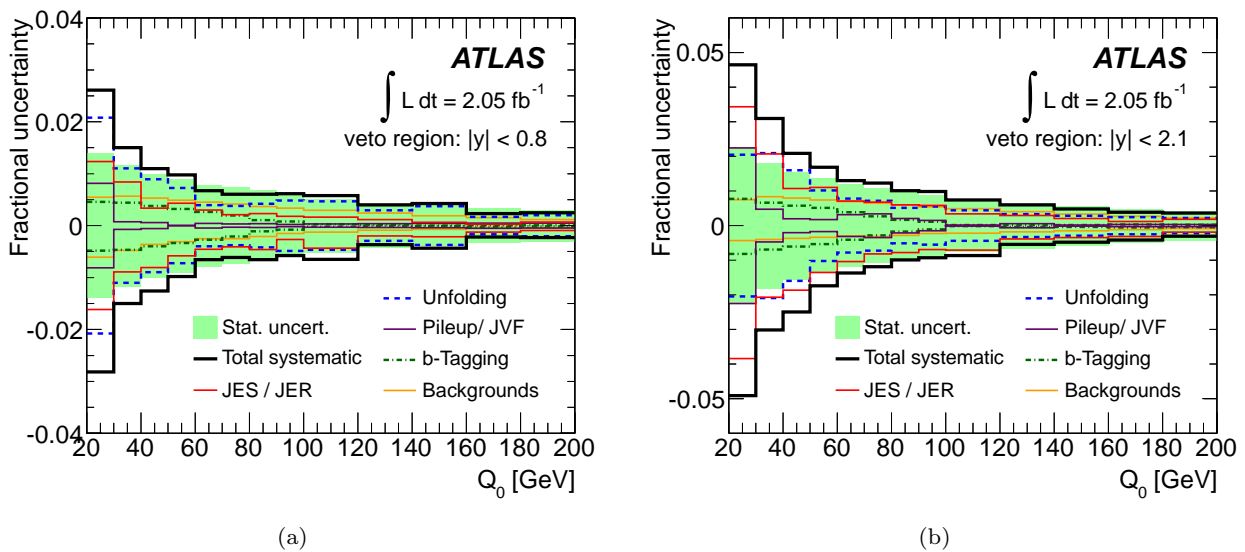 Fractional uncertainty
0.04
0.02
0
-0.02
-0.04
20 40 60 80 100 120 140 160 180 200
Q0 [GeV]
ATLAS
∫ L dt = 2.05 fb-1
veto region: |y| < 0.8
Stat. uncert.
Total systematic
JES / JER
Unfolding
Pileup/ JVF
b-Tagging
Backgrounds
(a)
Fractional uncertainty
0.05
0
-0.05
20 40 60 80 100 120 140 160 180 200
Q0 [GeV]
ATLAS
∫ L dt = 2.05 fb-1
veto region: |y| < 2.1
Stat. uncert.
Total systematic
JES / JER
Unfolding
Pileup/ JVF
b-Tagging
Backgrounds
(b)